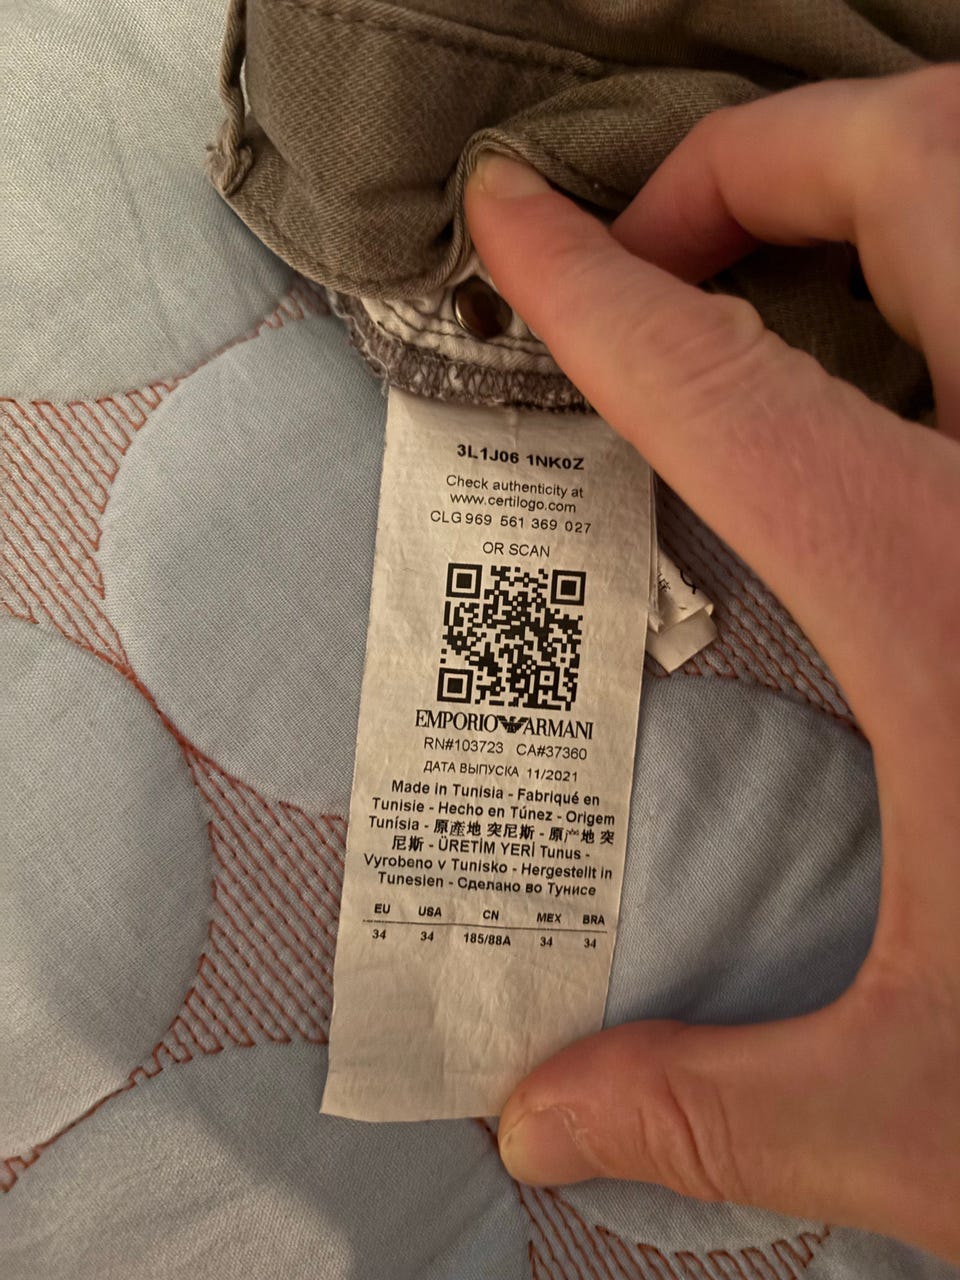 3L1J06 1NK0Z
Check authenticity at
www.certilogo.com
CLG 969 561 369 027
OR SCAN
EMPORIO ARMANI
RN#103723 CA#37360
ДАТА ВЫПУСКА 11/2021
Made in Tunisia - Fabriqué en
Tunisie - Hecho en Túnez - Origem
Tunísia - 原產地 突尼斯 - 原产地 突
尼斯 - ÜRETİM YERİ Tunus -
Vyrobeno v Tunisko - Hergestellt in
Tunesien - Сделано во Тунисе
EU USA CN MEX BRA
34 34 185/88A 34 34